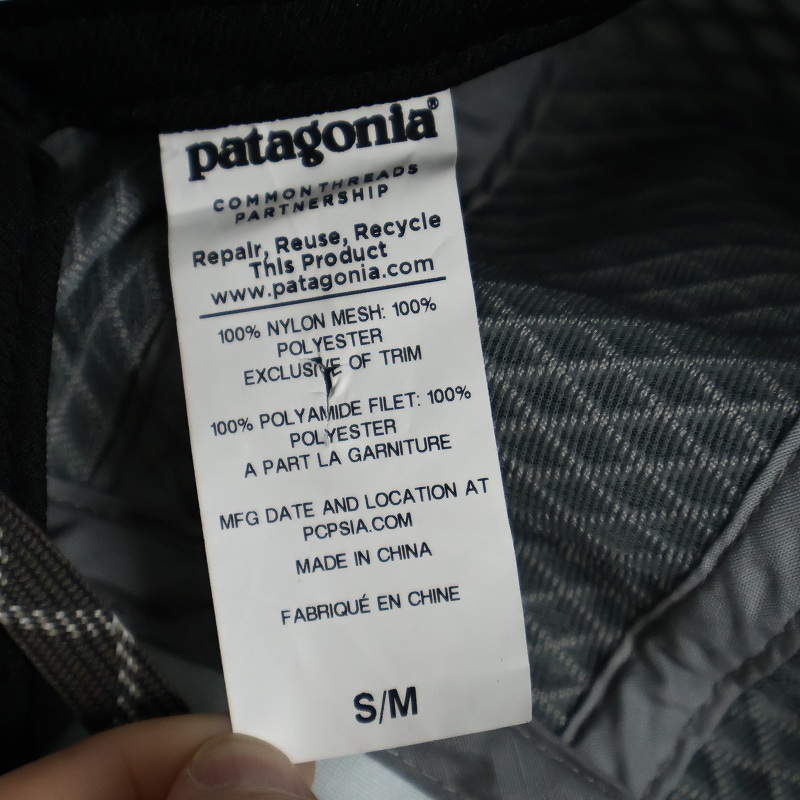 patagonia®
COMMON THREADS
PARTNERSHIP
Repair, Reuse, Recycle
This Product
www.patagonia.com
100% NYLON MESH: 100%
POLYESTER
EXCLUSIVE OF TRIM
100% POLYAMIDE FILET: 100%
POLYESTER
A PART LA GARNITURE
MFG DATE AND LOCATION AT
PCPSIA.COM
MADE IN CHINA
FABRIQUÉ EN CHINE
S/M